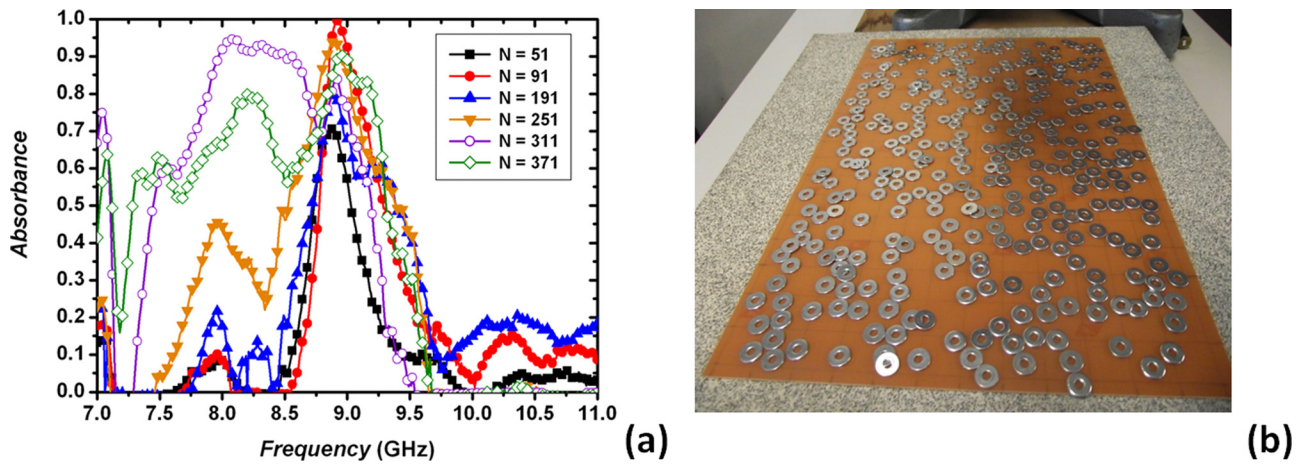 1.0
0.9
0.8
0.7
0.6
0.5
0.4
0.3
0.2
0.1
0.0
Absorbance
N = 51
N = 91
N = 191
N = 251
N = 311
N = 371
7.0 7.5 8.0 8.5 9.0 9.5 10.0 10.5 11.0
Frequency (GHz)
(a)
(b)